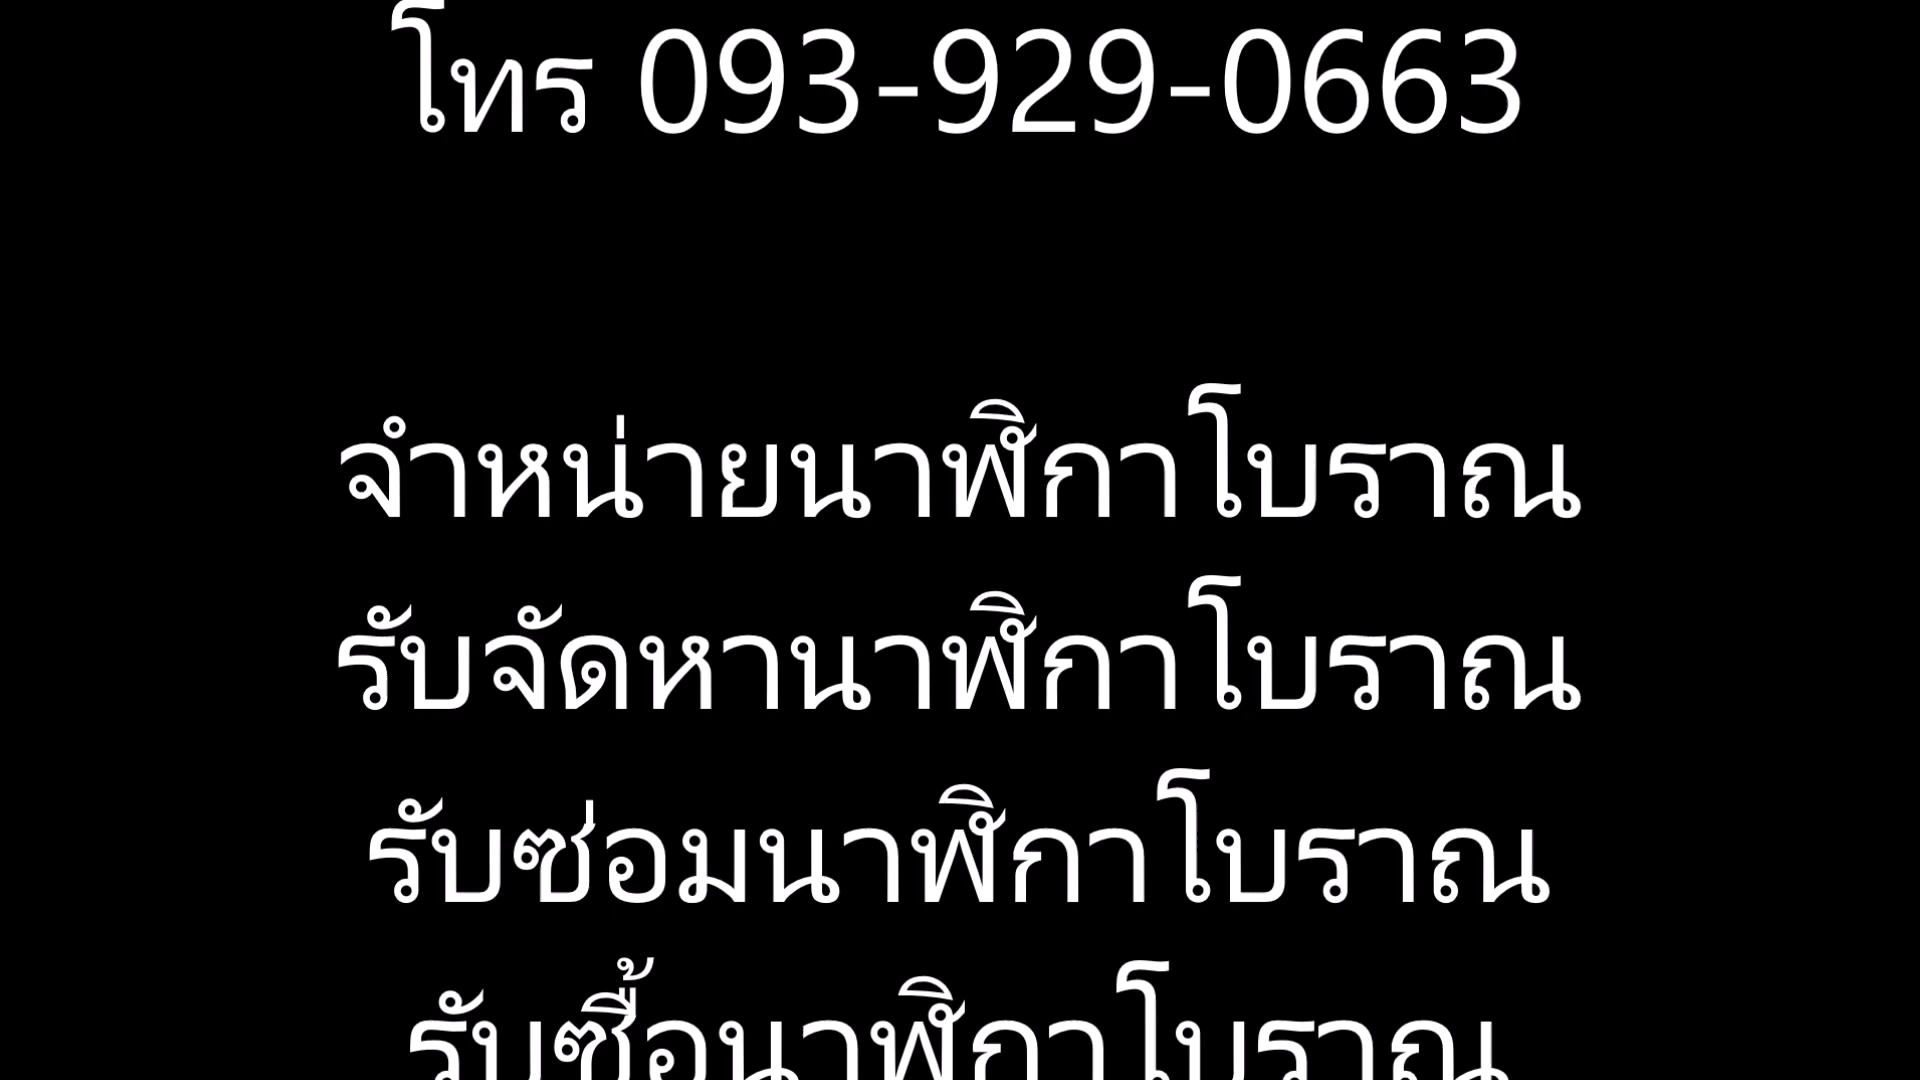 โทร 093-929-0663
จำหน่ายนาฬิกาโบราณ
รับจัดหานาฬิกาโบราณ
รับซ่อมนาฬิกาโบราณ
รับซื้อนาฬิกาโบราณ